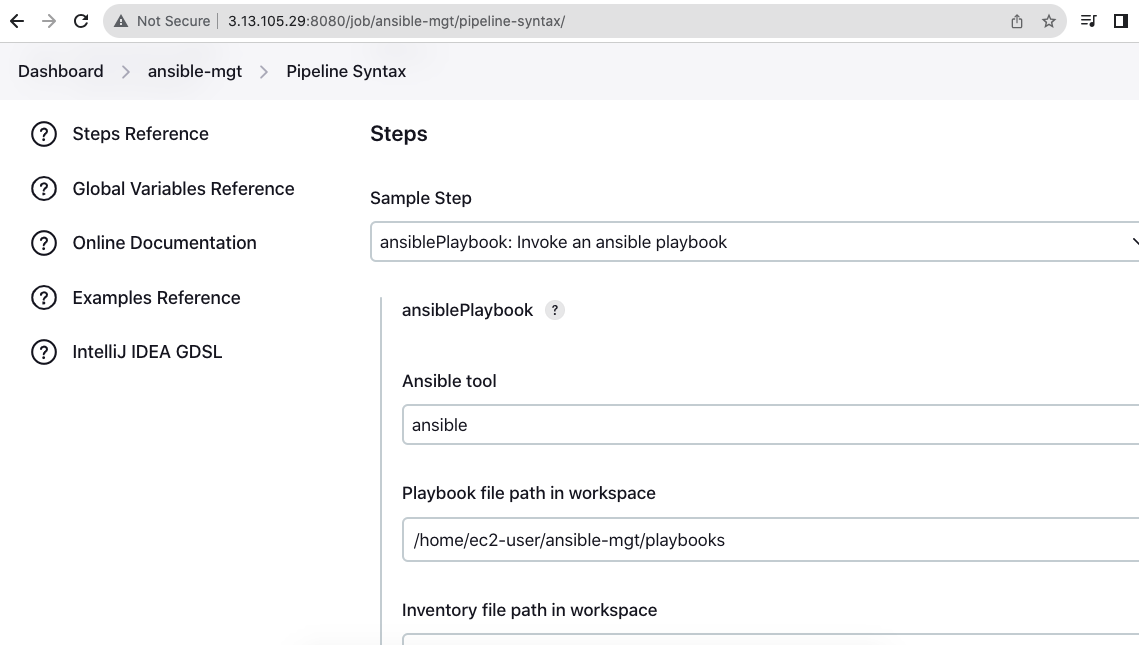 Not Secure 3.13.105.29:8080/job/ansible-mgt/pipeline-syntax/
Dashboard ansible-mgt Pipeline Syntax
Steps Reference
Global Variables Reference
Online Documentation
Examples Reference
IntelliJ IDEA GDSL
Steps
Sample Step
ansiblePlaybook: Invoke an ansible playbook
ansiblePlaybook ?
Ansible tool
ansible
Playbook file path in workspace
/home/ec2-user/ansible-mgt/playbooks
Inventory file path in workspace